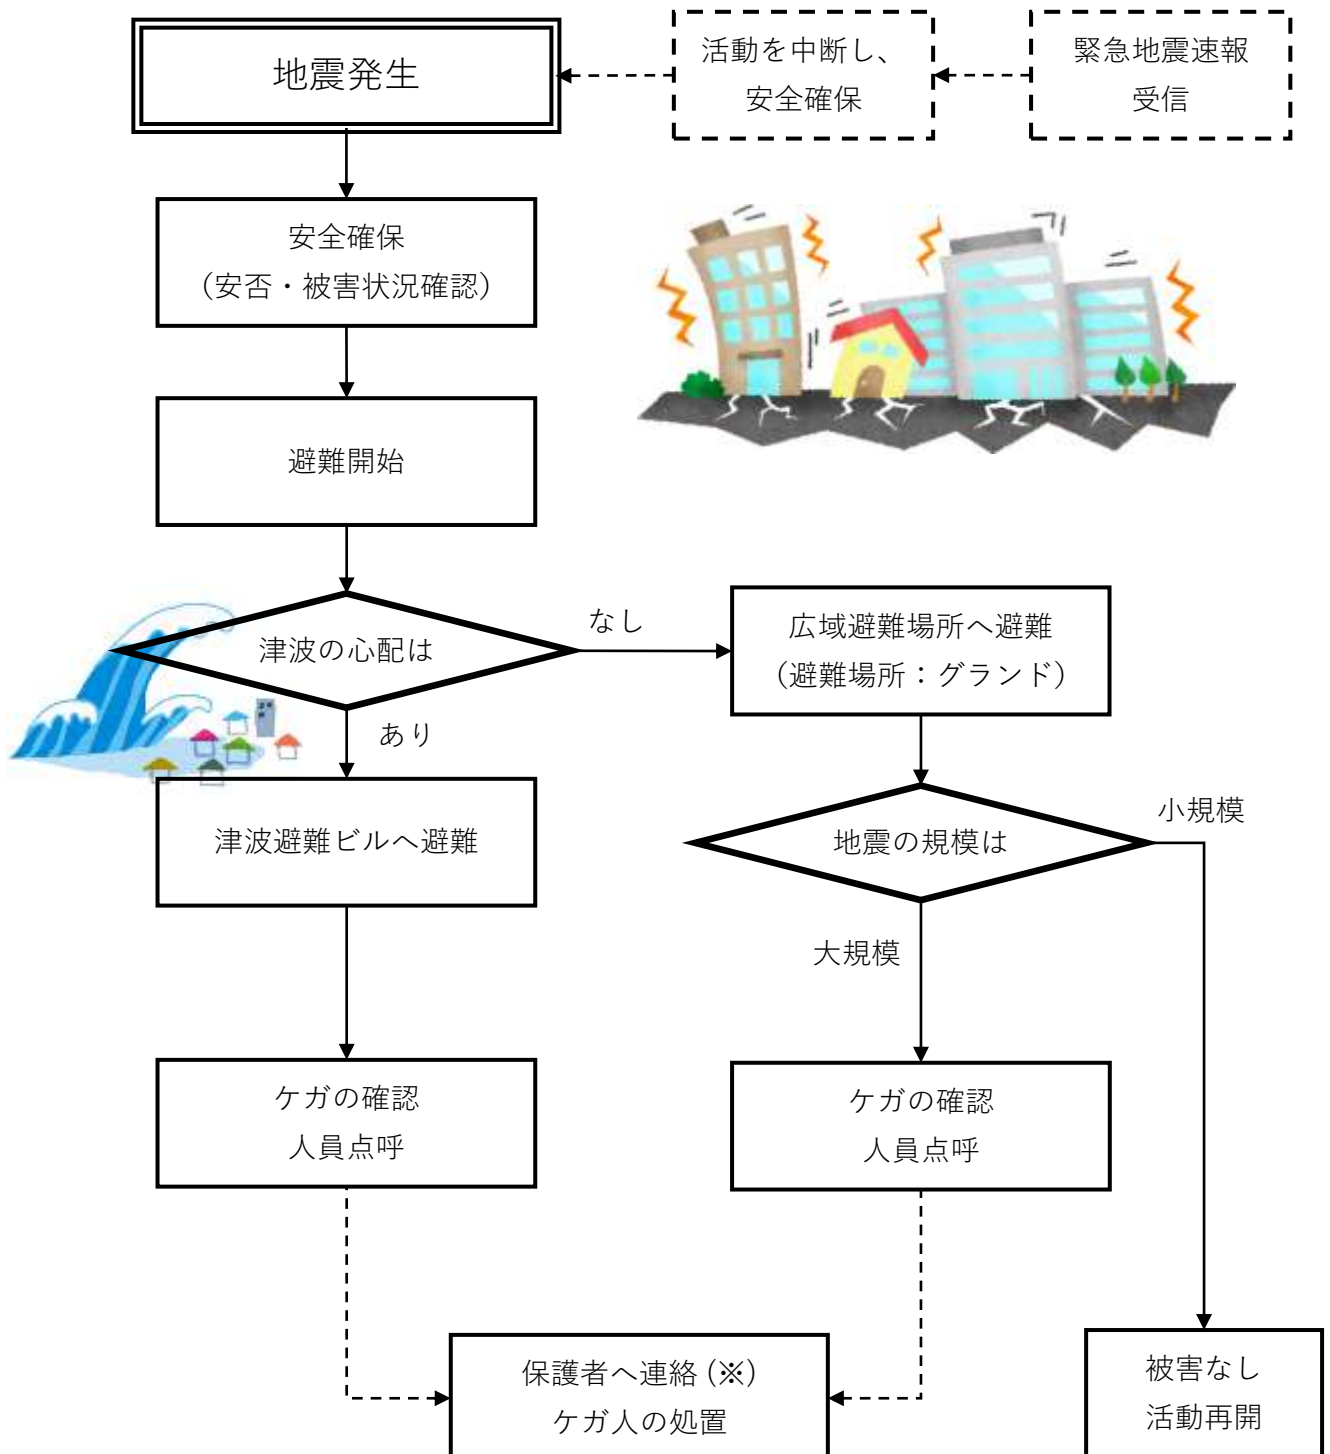 地震発生
活動を中断し、
安全確保
緊急地震速報
受信
安全確保
（安否・被害状況確認）
避難開始
津波の心配は
なし
広域避難場所へ避難
（避難場所：グランド）
あり
津波避難ビルへ避難
地震の規模は
小規模
大規模
ケガの確認
人員点呼
ケガの確認
人員点呼
保護者へ連絡（※）
ケガ人の処置
被害なし
活動再開